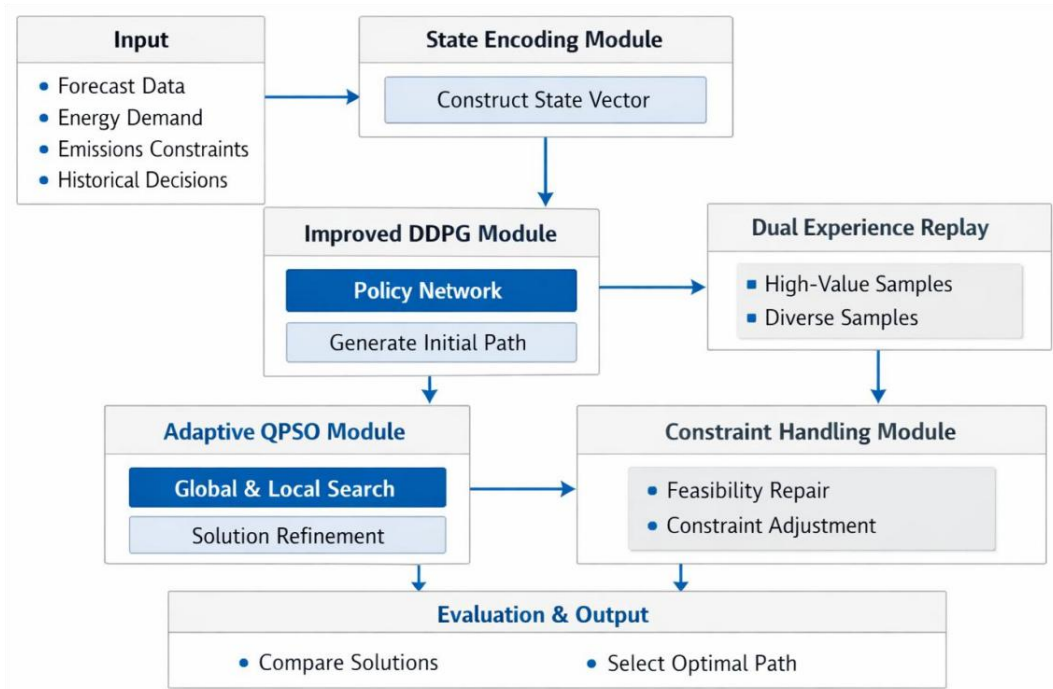 Input
• Forecast Data
• Energy Demand
• Emissions Constraints
• Historical Decisions
State Encoding Module
Construct State Vector
Improved DDPG Module
Policy Network
Generate Initial Path
Dual Experience Replay
▪ High-Value Samples
▪ Diverse Samples
Adaptive QPSO Module
Global & Local Search
Solution Refinement
Constraint Handling Module
• Feasibility Repair
• Constraint Adjustment
Evaluation & Output
• Compare Solutions
• Select Optimal Path